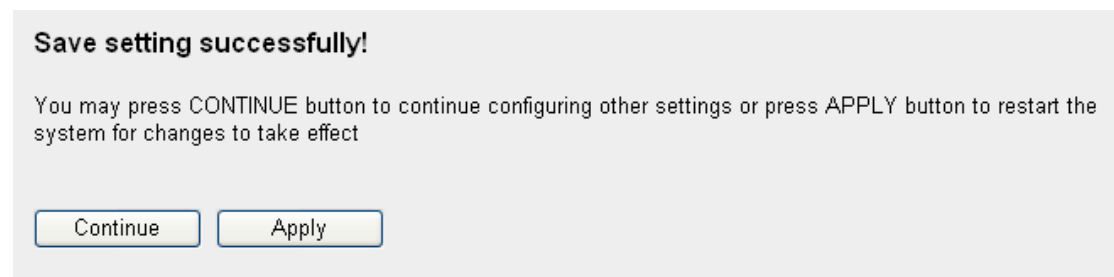 Save setting successfully!
You may press CONTINUE button to continue configuring other settings or press APPLY button to restart the
system for changes to take effect
Continue
Apply